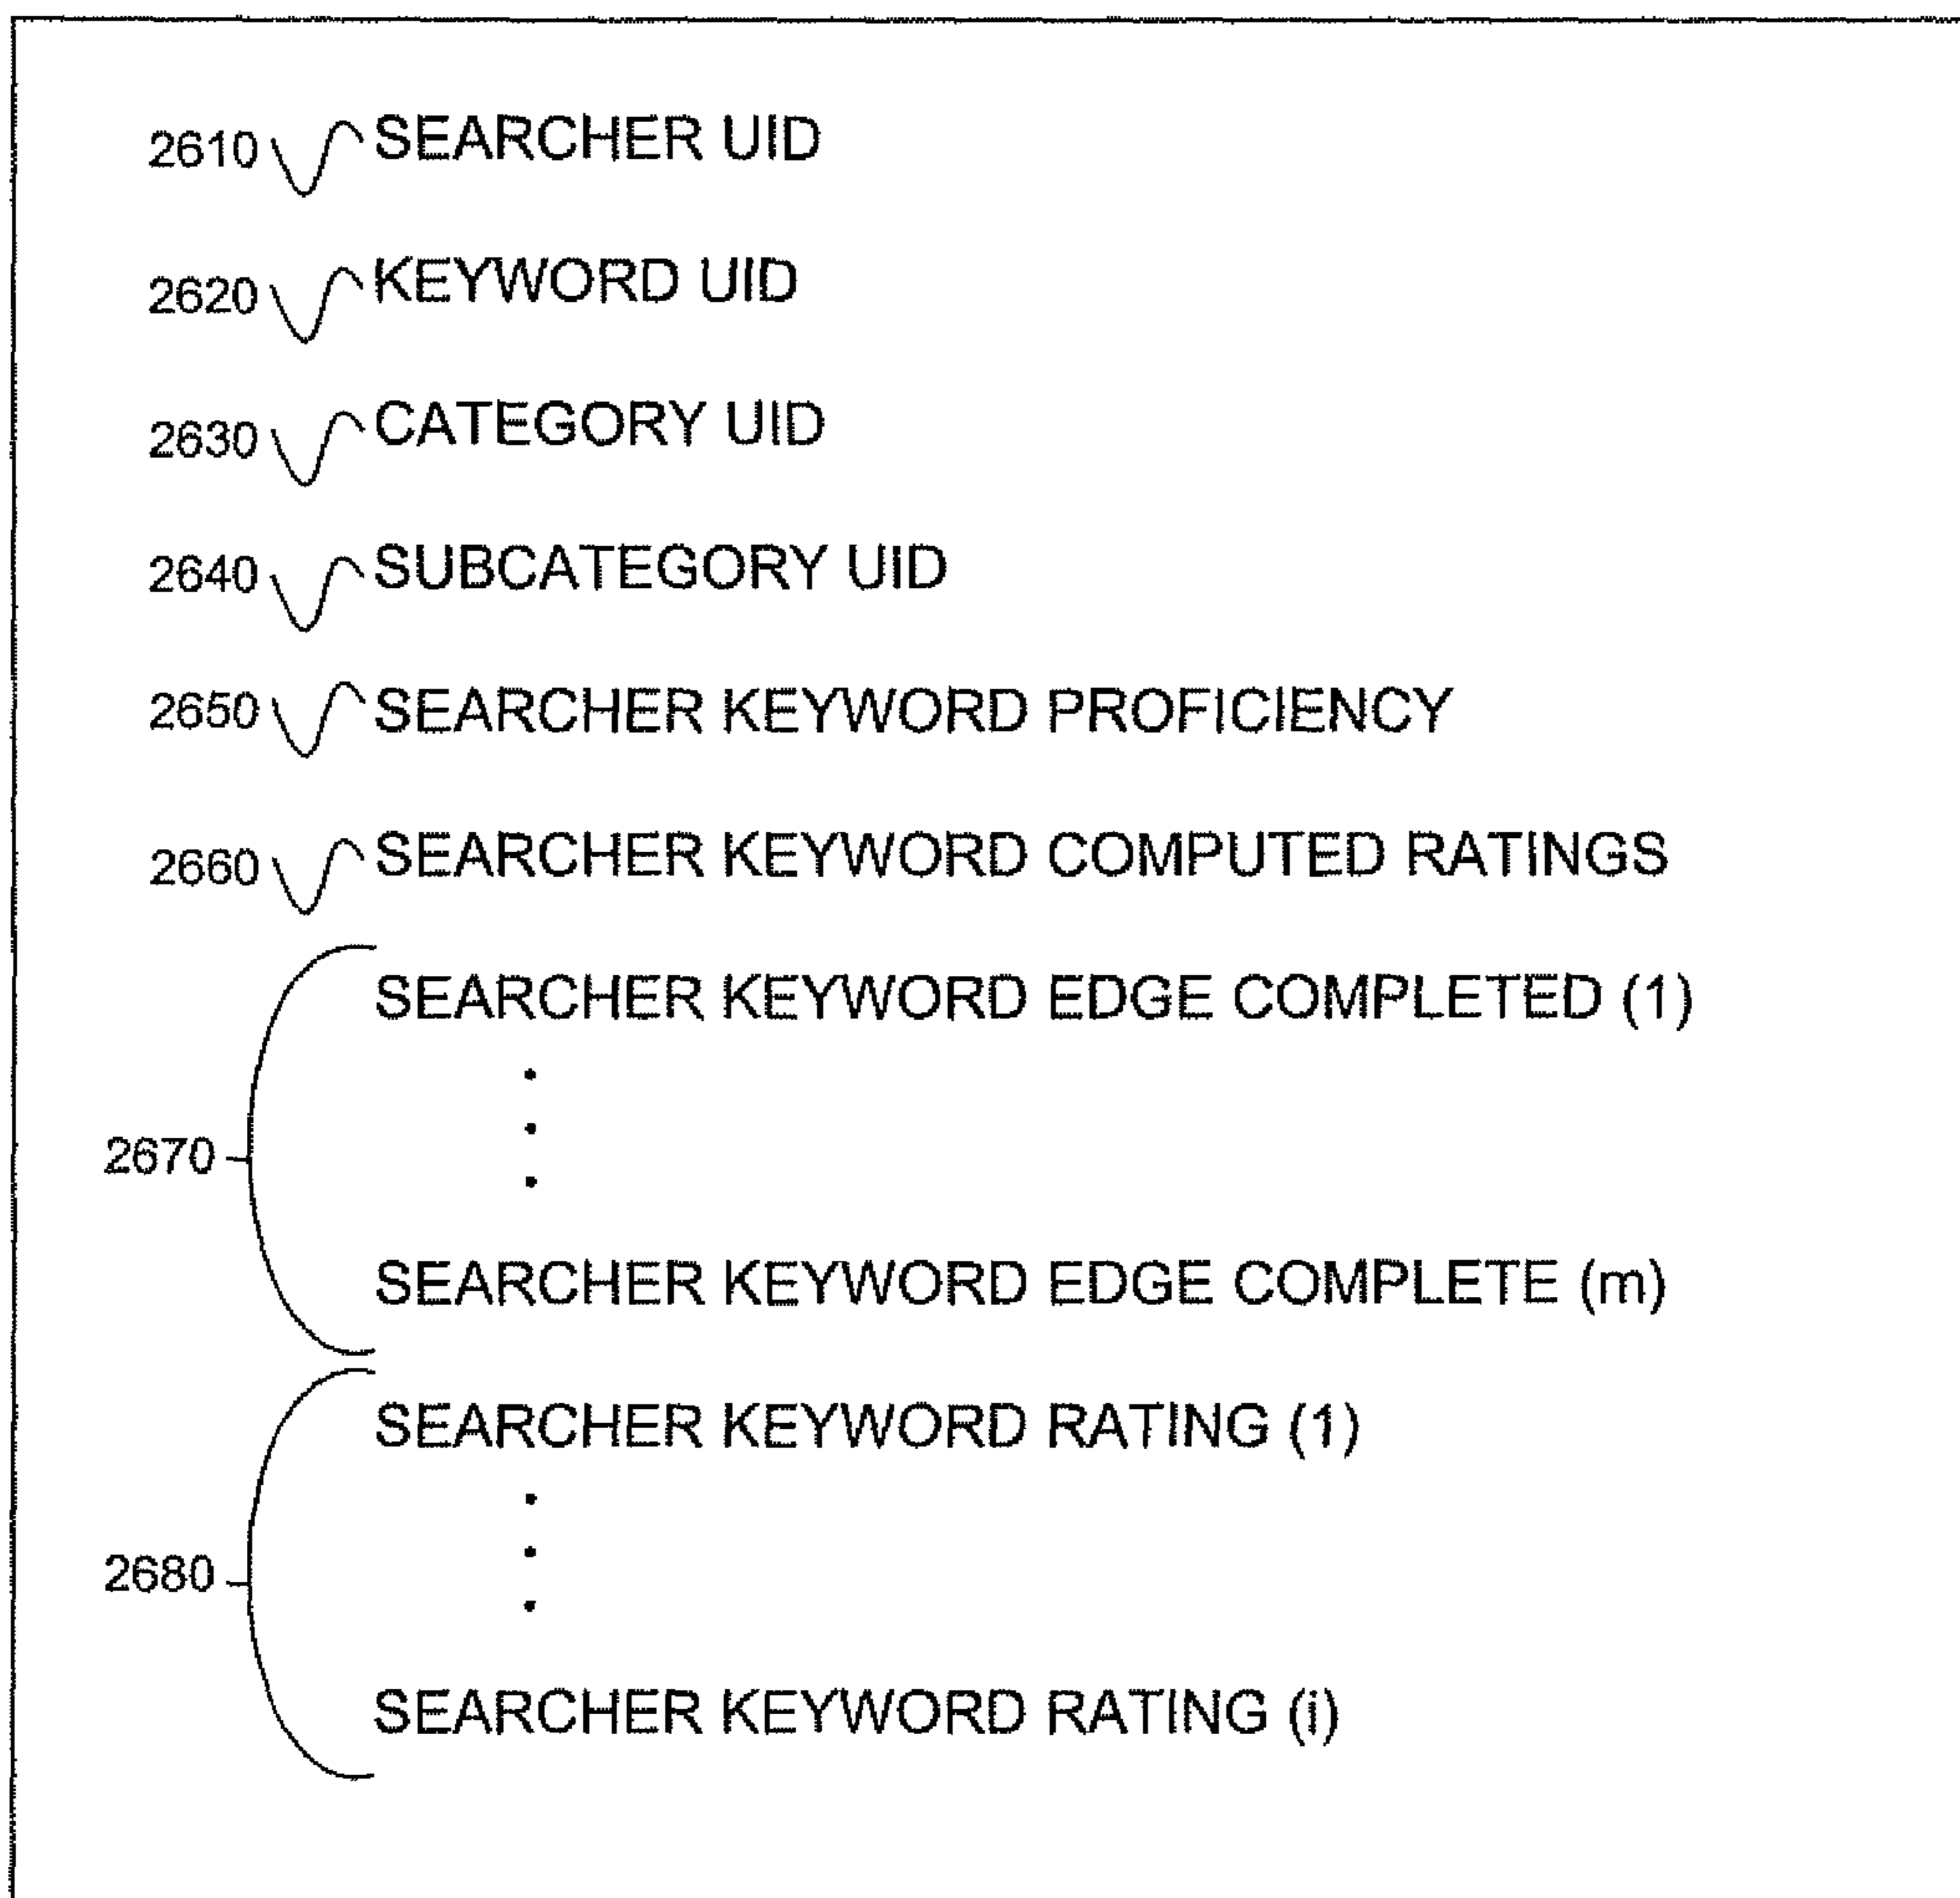 2610 SEARCHER UID
2620 KEYWORD UID
2630 CATEGORY UID
2640 SUBCATEGORY UID
2650 SEARCHER KEYWORD PROFICIENCY
2660 SEARCHER KEYWORD COMPUTED RATINGS
SEARCHER KEYWORD EDGE COMPLETED (1)
2670
SEARCHER KEYWORD EDGE COMPLETE (m)
SEARCHER KEYWORD RATING (1)
2680
SEARCHER KEYWORD RATING (i)